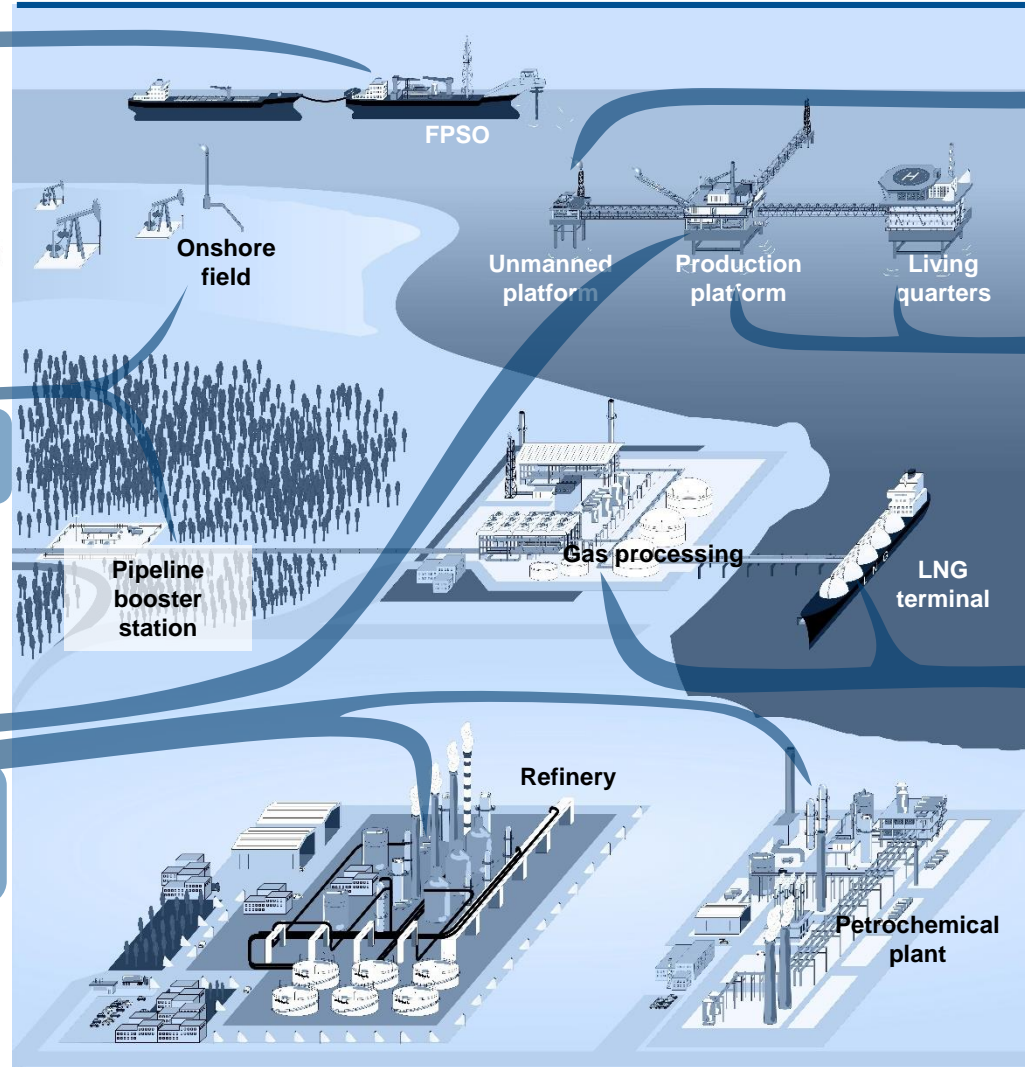 FPSO
Onshore
field
Unmanned
platform
Production
platform
H
Living
quarters
Gas processing
Pipeline
booster
station
LNG
LNG
terminal
Refinery
Petrochemical
plant